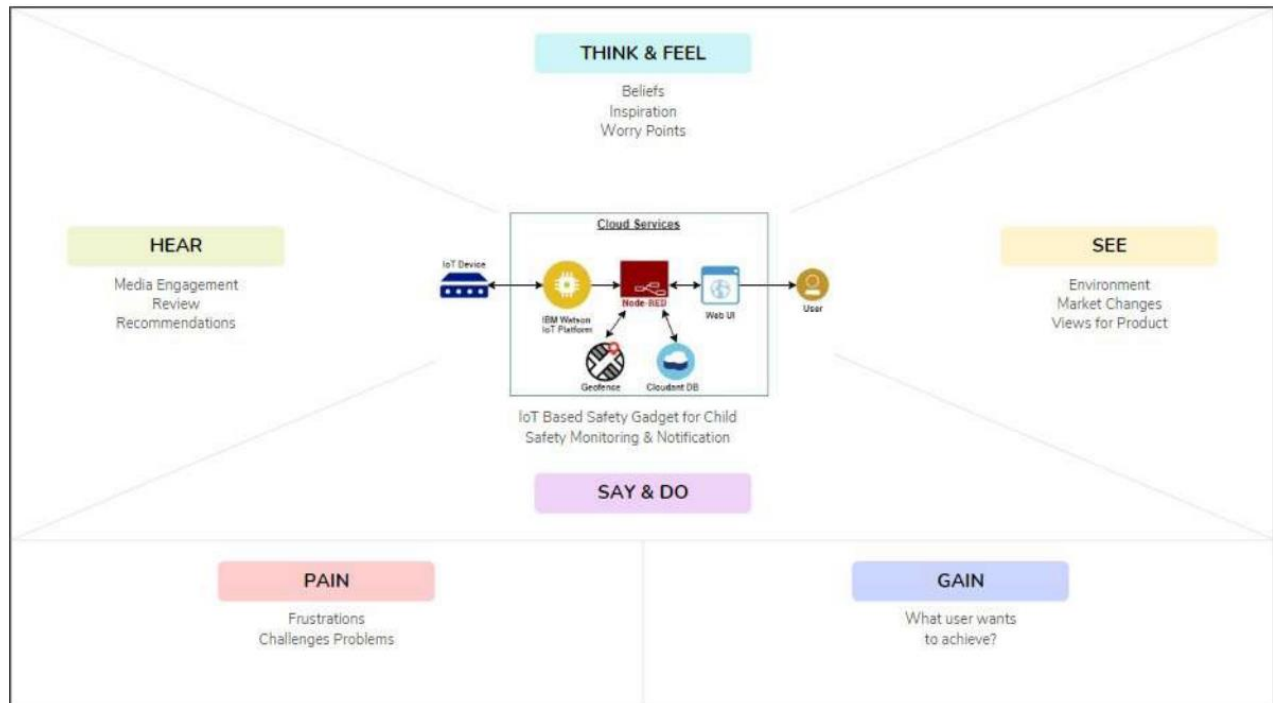 THINK & FEEL
Beliefs
Inspiration
Worry Points
HEAR
Media Engagement
Review
Recommendations
Cloud Services
IoT Device
IBM Watson
IoT Platform
Node-RED
Web UI
User
Geofence
Cloudant DB
IoT Based Safety Gadget for Child
Safety Monitoring & Notification
SEE
Environment
Market Changes
Views for Product
SAY & DO
PAIN
Frustrations
Challenges Problems
GAIN
What user wants
to achieve?